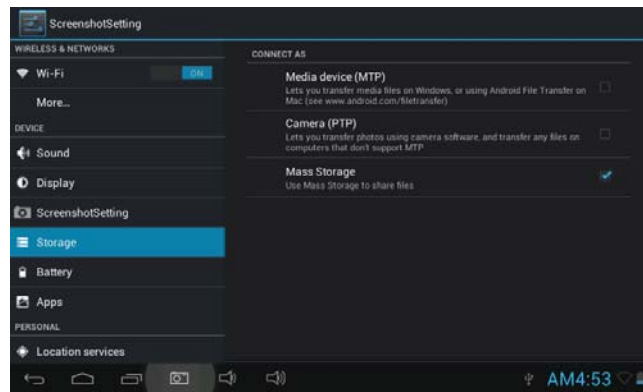 ScreenshotSetting
WIRELESS & NETWORKS
Wi-Fi
ON
More...
DEVICE
Sound
Display
ScreenshotSetting
Storage
Battery
Apps
PERSONAL
Location services
CONNECT AS
Media device (MTP)
Lets you transfer media files on Windows, or using Android File Transfer on
Mac (see www.android.com/filetransfer)
Camera (PTP)
Lets you transfer photos using camera software, and transfer any files on
computers that don't support MTP
Mass Storage
Use Mass Storage to share files
AM4:53